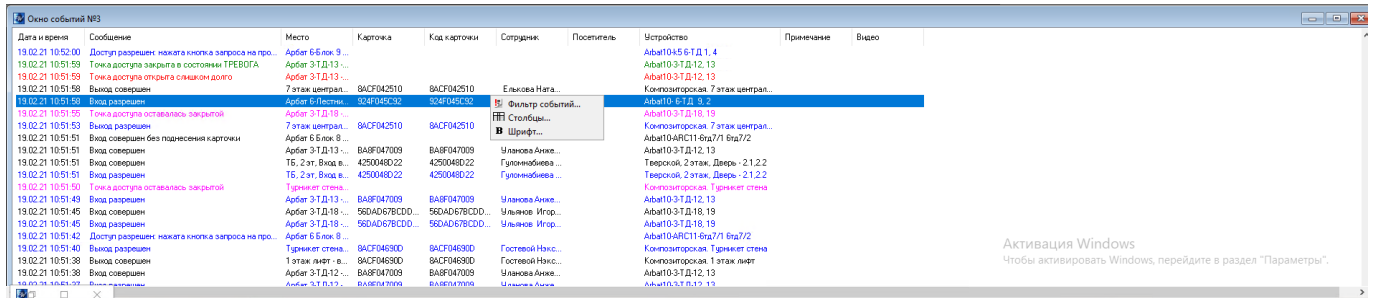 Окно событий №3
Дата и время Сообщение Место Карточка Код карточки Сотрудник Посетитель Устройство Примечание Видео
19.02.21 10:52:00 Доступ разрешен: нажата кнопка запроса на про... Арбат 6-Блок 9 ... Arbat10-k5 6-Т.Д 1, 4
19.02.21 10:51:59 Точка доступа закрыта в состоянии ТРЕВОГА Арбат 3-Т.Д-13 -... Arbat10-3-Т.Д-12, 13
19.02.21 10:51:59 Точка доступа открыта слишком долго Арбат 3-Т.Д-13 -... Arbat10-3-Т.Д-12, 13
19.02.21 10:51:58 Выход совершен 7 этаж централ... 8ACF042510 8ACF042510 Елькова Ната... Композиторская. 7 этаж централ...
19.02.21 10:51:58 Вход разрешен Арбат 6-Лестни... 924F045C92 924F045C92 Arbat10- 6-Т.Д. 9, 2
Фильтр событий...
19.02.21 10:51:55 Точка доступа оставалась закрытой Арбат 3-Т.Д-18 -... Arbat10-3-Т.Д-18, 19
Столбцы...
19.02.21 10:51:53 Выход разрешен 7 этаж централ... 8ACF042510 8ACF042510 Композиторская. 7 этаж централ...
B Шрифт...
19.02.21 10:51:51 Вход совершен без поднесения карточки Арбат 6 Блок 8 ... Arbat10-ARC11-6тд7/1 6тд7/2
19.02.21 10:51:51 Вход совершен Арбат 3-Т.Д-13 -... BA8F047009 BA8F047009 Уланова Анже... Arbat10-3-Т.Д-12, 13
19.02.21 10:51:51 Вход совершен ТБ, 2 эт, Вход в... 4250048D22 4250048D22 Гуломнабиева ... Тверской, 2 этаж, Дверь - 2.1,2.2
19.02.21 10:51:51 Вход разрешен ТБ, 2 эт, Вход в... 4250048D22 4250048D22 Гуломнабиева ... Тверской, 2 этаж, Дверь - 2.1,2.2
19.02.21 10:51:50 Точка доступа оставалась закрытой Турникет стена... Композиторская. Турникет стена
19.02.21 10:51:49 Вход разрешен Арбат 3-Т.Д-13 -... BA8F047009 BA8F047009 Уланова Анже... Arbat10-3-Т.Д-12, 13
19.02.21 10:51:45 Вход совершен Арбат 3-Т.Д-18 -... 56DAD67BCDD... 56DAD67BCDD... Ульянов Игор... Arbat10-3-Т.Д-18, 19
19.02.21 10:51:45 Вход разрешен Арбат 3-Т.Д-18 -... 56DAD67BCDD... 56DAD67BCDD... Ульянов Игор... Arbat10-3-Т.Д-18, 19
19.02.21 10:51:42 Доступ разрешен: нажата кнопка запроса на про... Арбат 6 Блок 8 ... Arbat10-ARC11-6тд7/1 6тд7/2
19.02.21 10:51:40 Выход разрешен Турникет стена... 8ACF04690D 8ACF04690D Гостевой Нэкс... Композиторская. Турникет стена
19.02.21 10:51:38 Выход совершен 1 этаж лифт - в... 8ACF04690D 8ACF04690D Гостевой Нэкс... Композиторская. 1 этаж лифт
19.02.21 10:51:38 Вход совершен Арбат 3-Т.Д-12 -... BA8F047009 BA8F047009 Уланова Анже... Arbat10-3-Т.Д-12, 13
19.02.21 10:51:37 Вход разрешен Арбат 3-Т.Д-12 -... BA8F047009 BA8F047009 Уланова Анже... Arbat10-3-Т.Д-12, 13
Активация Windows
Чтобы активировать Windows, перейдите в раздел "Параметры".